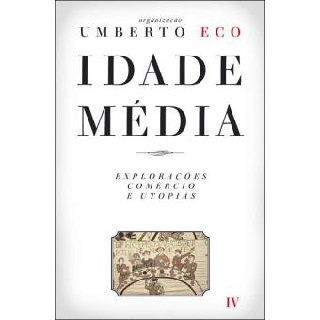 organização
UMBERTO ECO
IDADE
MÉDIA
EXPLORAÇÕES
COMÉRCIO
E UTOPIAS
IV